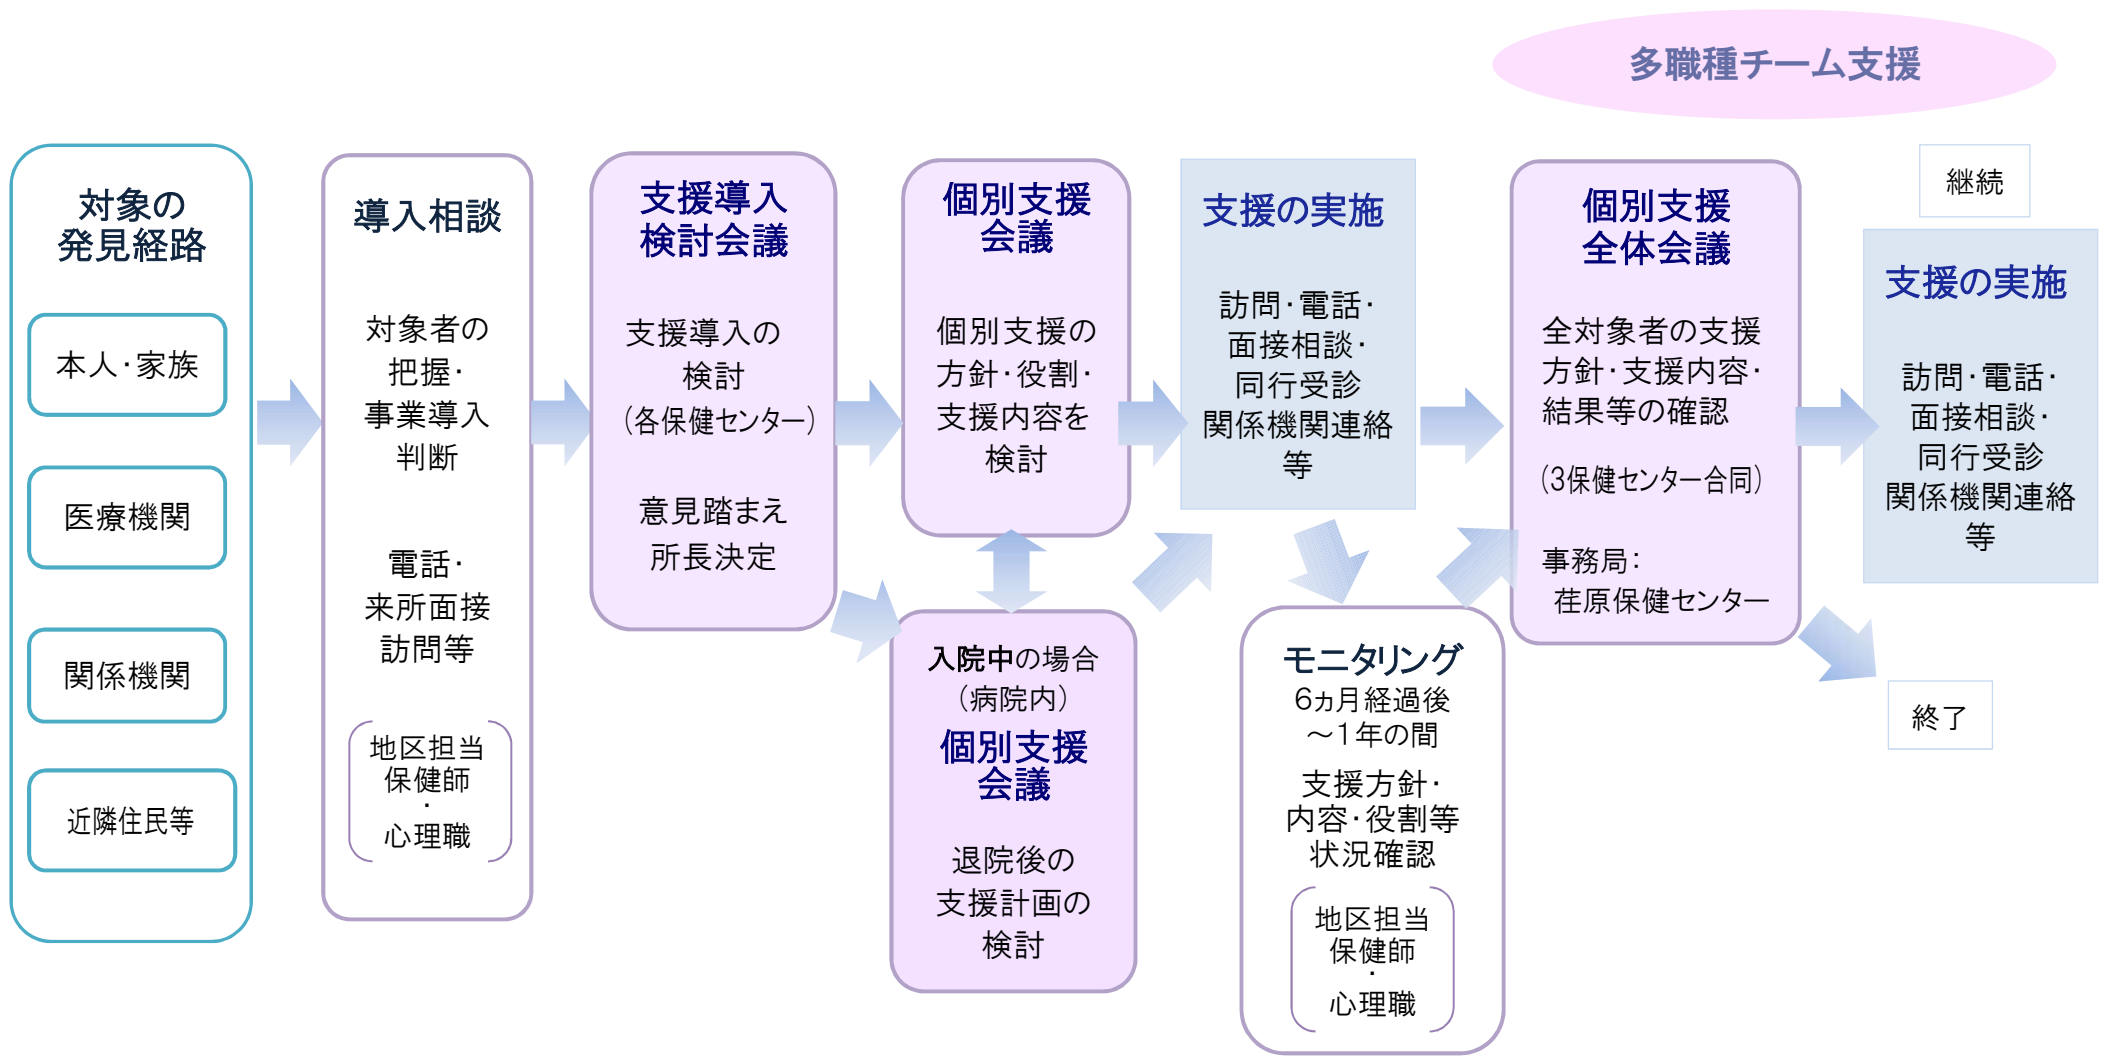 多職種チーム支援
対象の
発見経路
本人・家族
医療機関
関係機関
近隣住民等
導入相談
対象者の
把握・
事業導入
判断
電話・
来所面接
訪問等
地区担当
保健師
・
心理職
支援導入
検討会議
支援導入の
検討
（各保健センター）
意見踏まえ
所長決定
個別支援
会議
個別支援の
方針・役割・
支援内容を
検討
入院中の場合
（病院内）
個別支援
会議
退院後の
支援計画の
検討
支援の実施
訪問・電話・
面接相談・
同行受診
関係機関連絡
等
モニタリング
6ヵ月経過後
～1年の間
支援方針・
内容・役割等
状況確認
地区担当
保健師
・
心理職
個別支援
全体会議
全対象者の支援
方針・支援内容・
結果等の確認
（3保健センター合同）
事務局：
荏原保健センター
継続
支援の実施
訪問・電話・
面接相談・
同行受診
関係機関連絡
等
終了